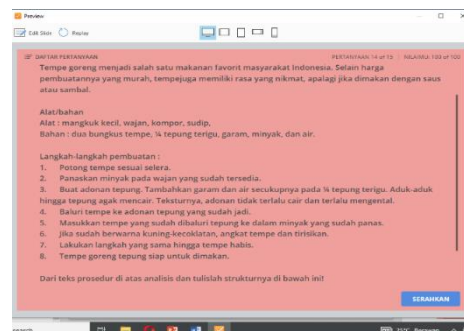 Preview
Edit Slide Replay
DAFTAR PERTANYAAN PERTANYAAN 14 of 15 NILAIMU: 100 of 100
Tempe goreng menjadi salah satu makanan favorit masyarakat Indonesia. Selain harga
pembuatannya yang murah, tempejuga memiliki rasa yang nikmat, apalagi jika dimakan dengan saus
atau sambal.
Alat/bahan
Alat : mangkuk kecil, wajan, kompor, sudip,
Bahan : dua bungkus tempe, ¼ tepung terigu, garam, minyak, dan air.
Langkah-langkah pembuatan :
1. Potong tempe sesuai selera.
2. Panaskan minyak pada wajan yang sudah tersedia.
3. Buat adonan tepung. Tambahkan garam dan air secukupnya pada ¼ tepung terigu. Aduk-aduk
hingga tepung agak mencair. Teksturnya, adonan tidak terlalu cair dan terlalu mengental.
4. Baluri tempe ke adonan tepung yang sudah jadi.
5. Masukkan tempe yang sudah dibaluri tepung ke dalam minyak yang sudah panas.
6. Jika sudah berwarna kuning-kecoklatan, angkat tempe dan tirisikan.
7. Lakukan langkah yang sama hingga tempe habis.
8. Tempe goreng tepung siap untuk dimakan.
Dari teks prosedur di atas analisis dan tulislah strukturnya di bawah ini!
SERAHKAN
search 35°C Berawan